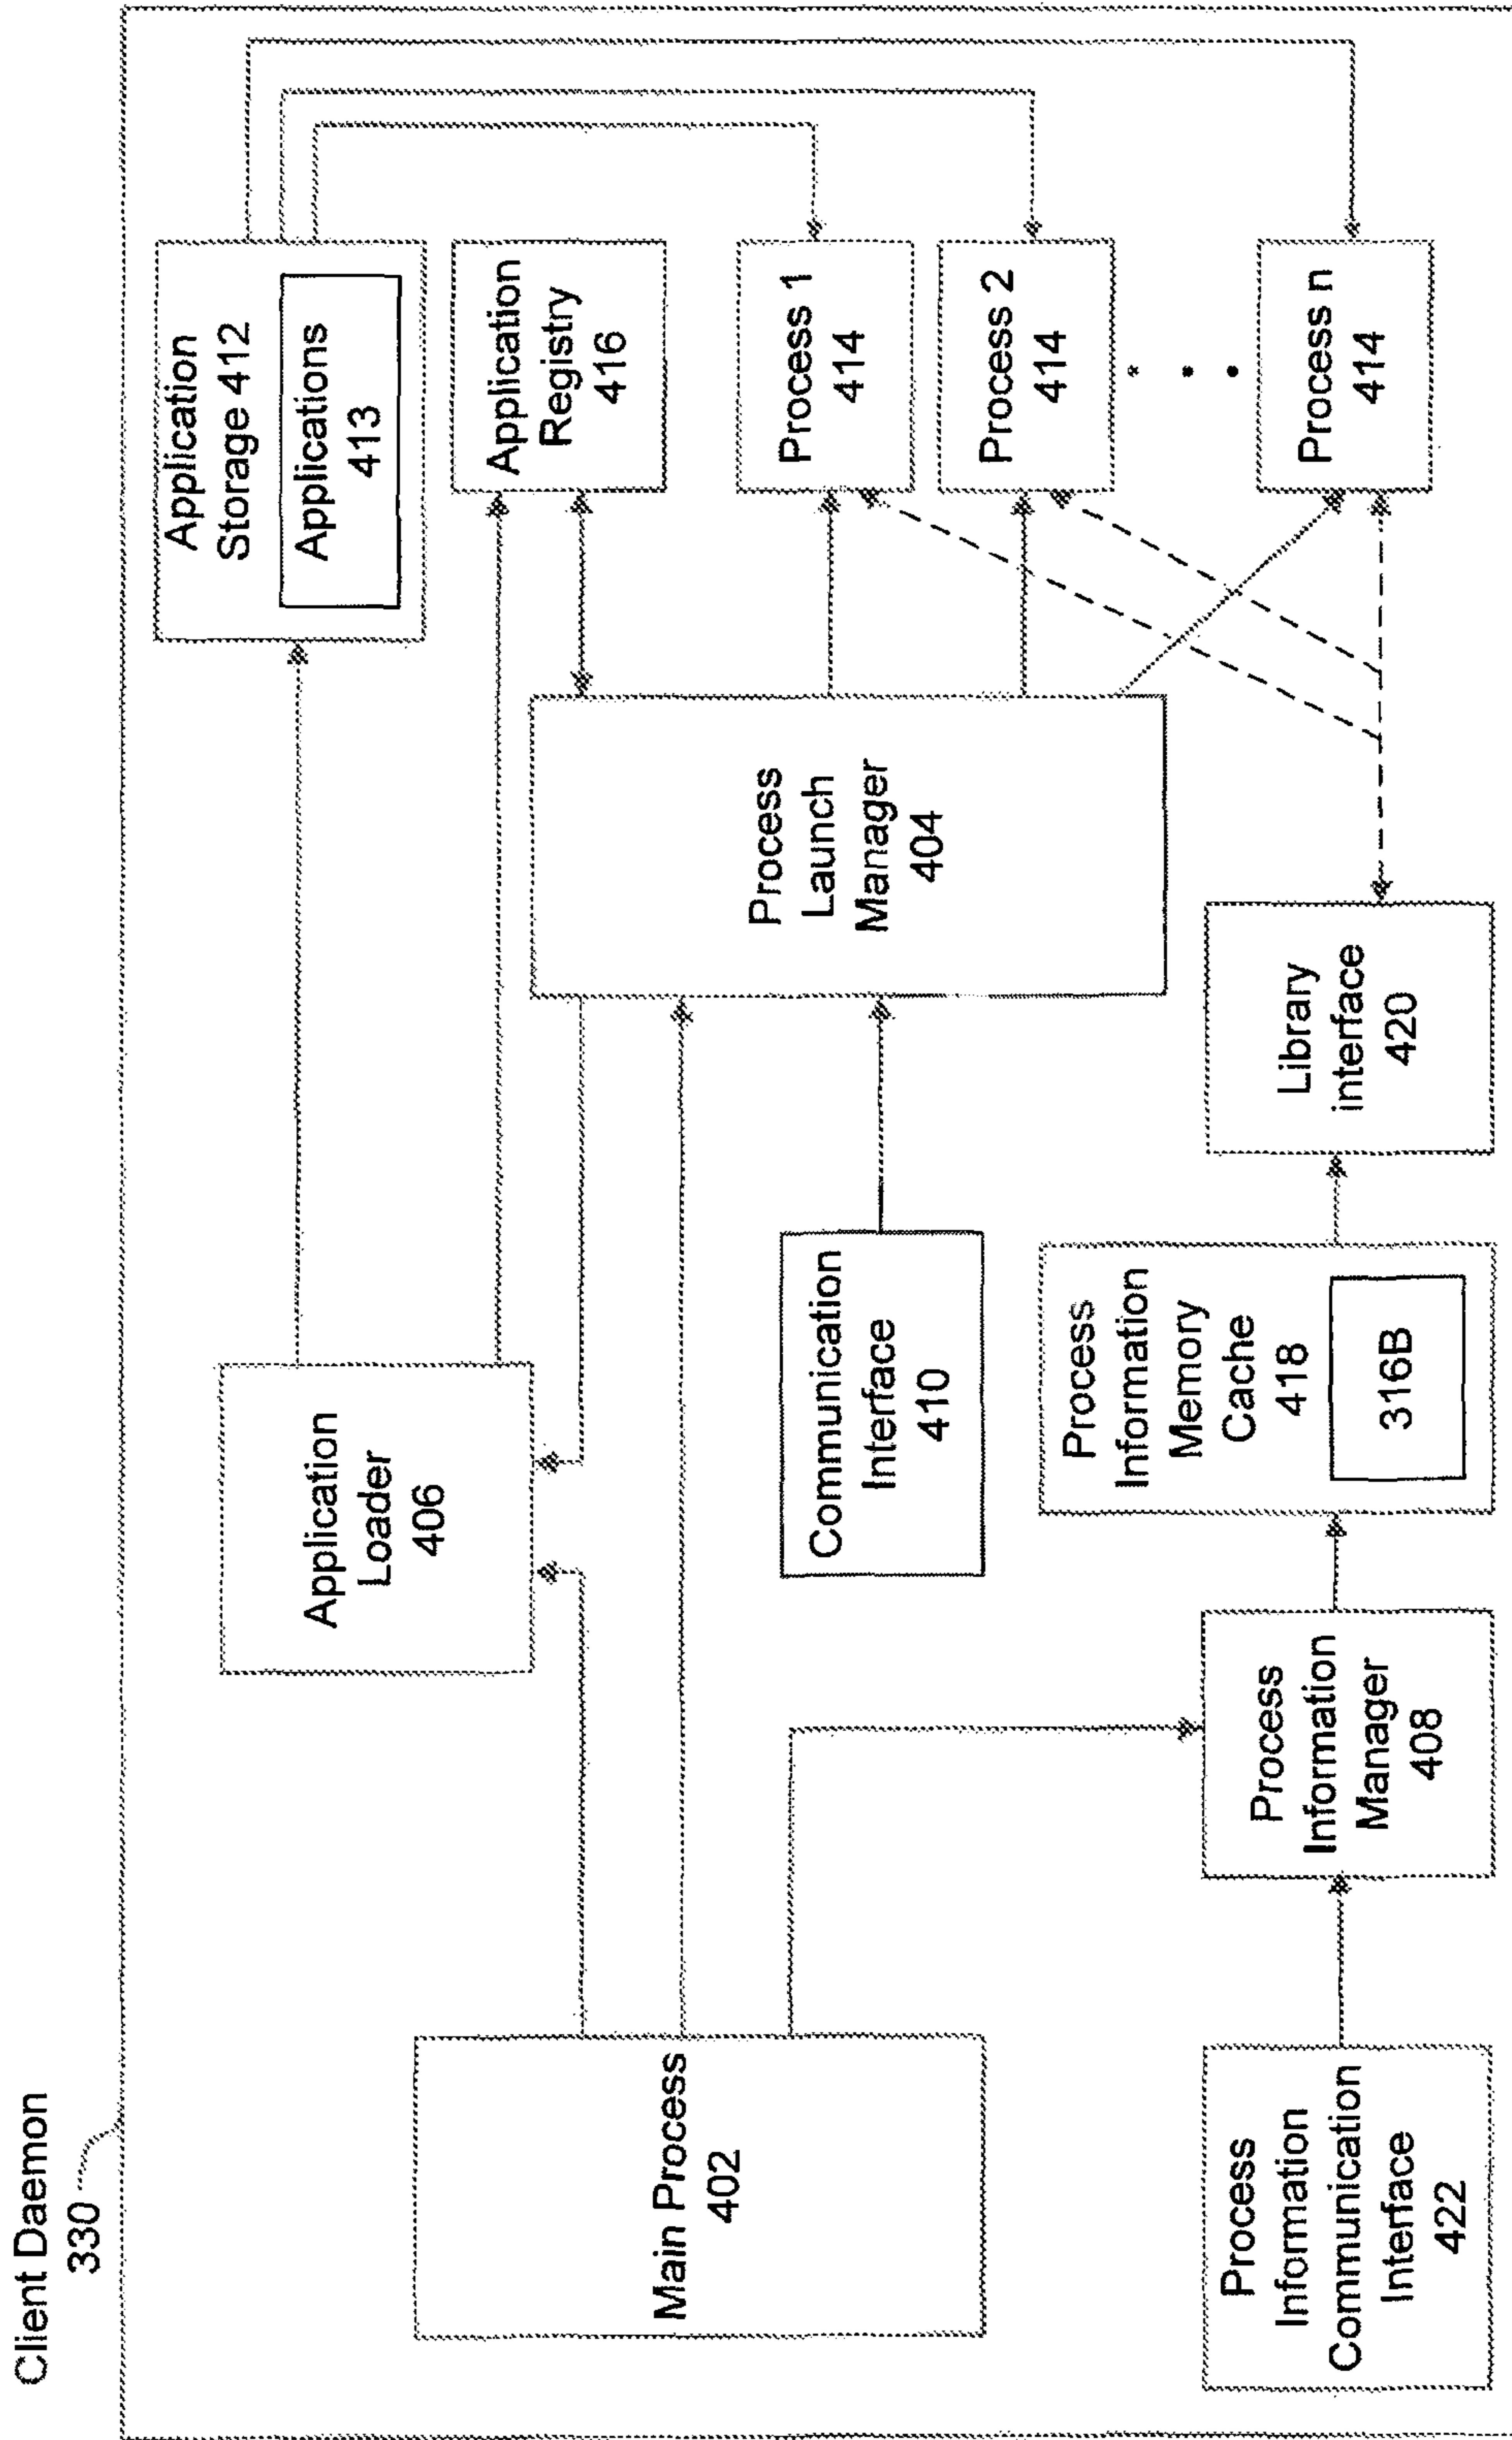 Client Daemon
330
Main Process
402
Process
Information
Communication
Interface
422
Application
Loader
406
Communication
Interface
410
Process
Information
Manager
408
Process
Information
Memory
Cache
418
316B
Process
Launch
Manager
404
Library
interface
420
Application
Storage 412
Applications
413
Application
Registry
416
Process 1
414
Process 2
414
Process n
414